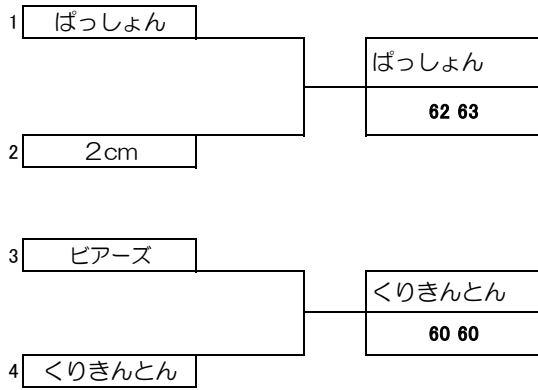 1 ぱっしょん
ぱっしょん
62 63
2 2cm
3 ビアーズ
くりきんとん
60 60
4 くりきんとん